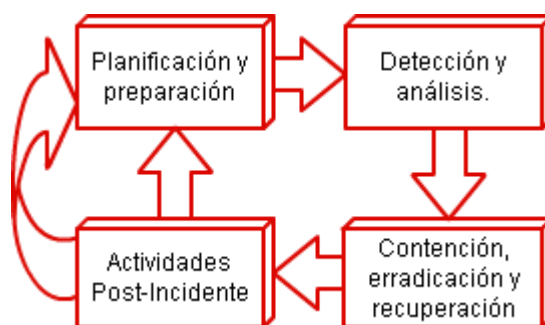 Planificación y
preparación
Detección y
análisis.
Contención,
erradicación y
recuperación
Actividades
Post-Incidente